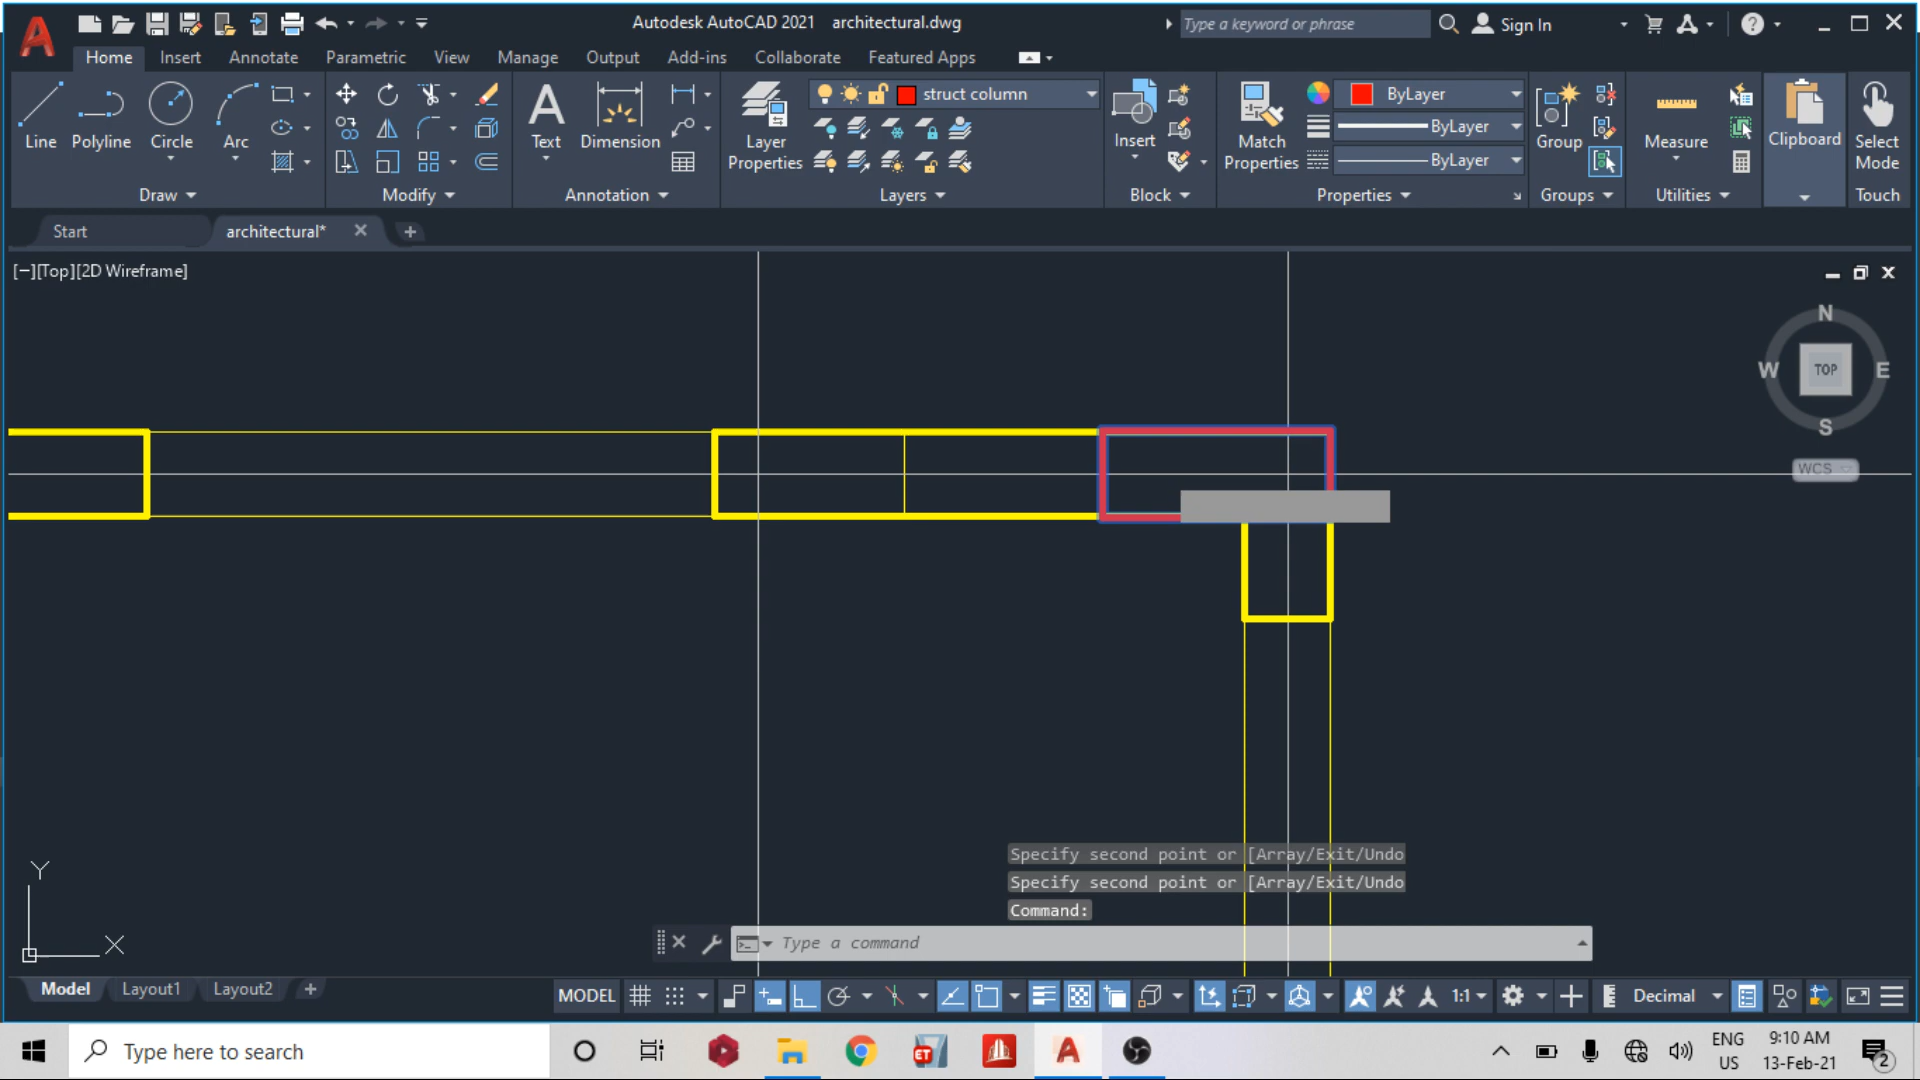 Autodesk AutoCAD 2021 architectural.dwg
Type a keyword or phrase
Sign In
Home Insert Annotate Parametric View Manage Output Add-ins Collaborate Featured Apps
Line Polyline Circle Arc
Text Dimension
Layer Properties
struct column
Insert
Match Properties
ByLayer
ByLayer
ByLayer
Group
Measure
Clipboard
Select Mode
Draw Modify Annotation Layers Block Properties Groups Utilities Touch
Start architectural*
[−][Top][2D Wireframe]
N
W TOP E
S
WCS
Y
X
Specify second point or [Array/Exit/Undo
Specify second point or [Array/Exit/Undo
Command:
Type a command
Model Layout1 Layout2
MODEL 1:1 Decimal
Type here to search
ET
ENG
US
9:10 AM
13-Feb-21
2